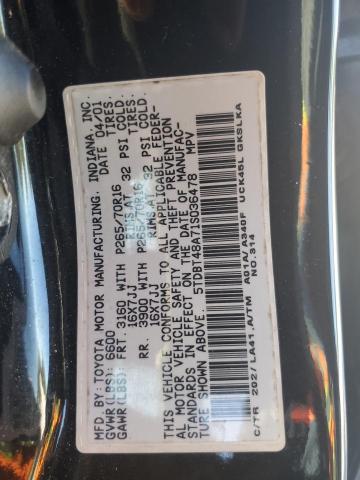 MFD. BY: TOYOTA MOTOR MANUFACTURING, INDIANA, INC.
GVWR(LBS): 6600 DATE 04/01
GAWR(LBS): FRT. 3160 WITH P265/70R16 TIRES,
16X7JJ RIMS AT 32 PSI COLD.
RR. 3900 WITH P265/70R16 TIRES,
16X7JJ RIMS AT 32 PSI COLD.
THIS VEHICLE CONFORMS TO ALL APPLICABLE FEDER-
AL MOTOR VEHICLE SAFETY AND THEFT PREVENTION
STANDARDS IN EFFECT ON THE DATE OF MANUFAC-
TURE SHOWN ABOVE.
5TDBT48A71S036478 MPV
C/TR 202/LA41,A/TM A01A/A340F UCK45L GKSLKA
NO.314